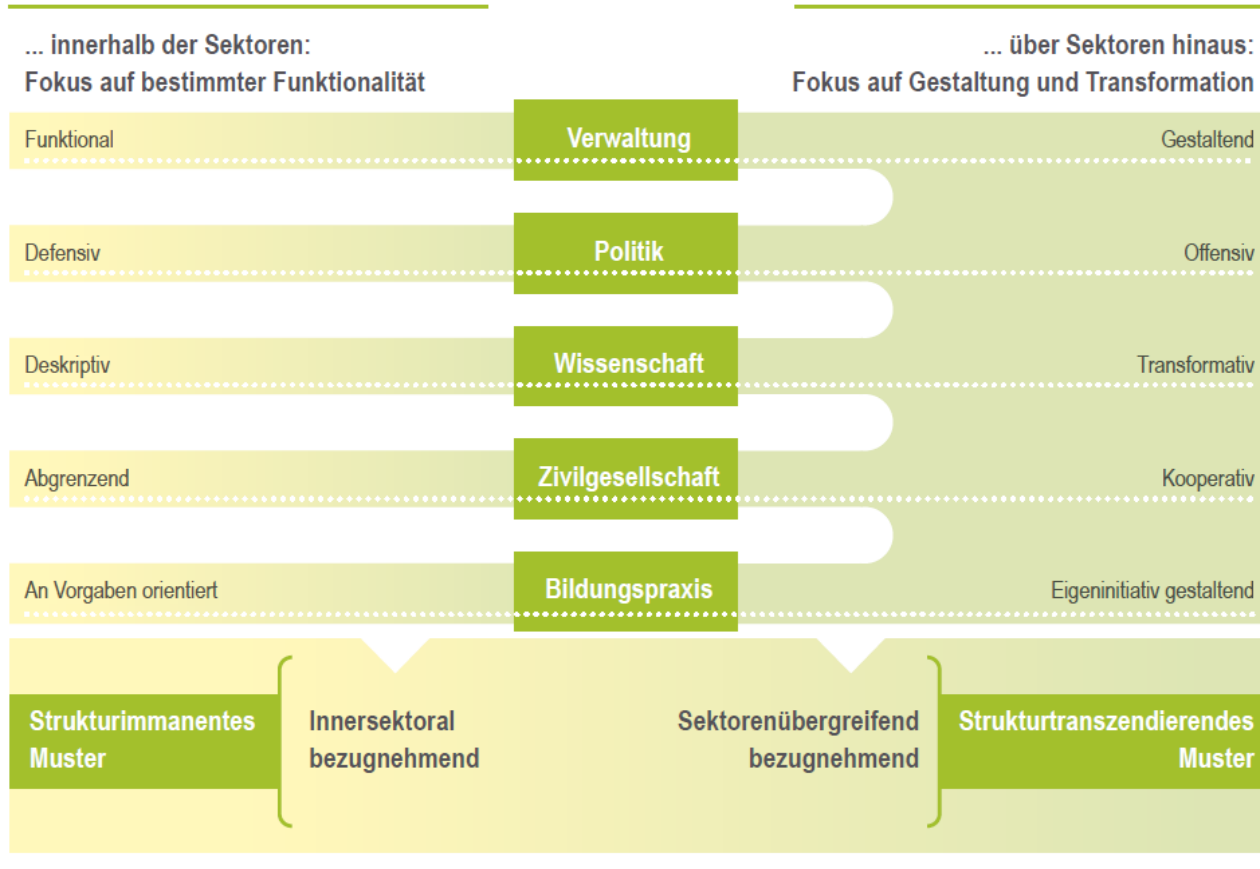 ... innerhalb der Sektoren:
Fokus auf bestimmter Funktionalität
... über Sektoren hinaus:
Fokus auf Gestaltung und Transformation
Funktional
Verwaltung
Gestaltend
Defensiv
Politik
Offensiv
Deskriptiv
Wissenschaft
Transformativ
Abgrenzend
Zivilgesellschaft
Kooperativ
An Vorgaben orientiert
Bildungspraxis
Eigeninitiativ gestaltend
Strukturimmanentes
Muster
Innersektoral
bezugnehmend
Sektorenübergreifend
bezugnehmend
Strukturtranszendierendes
Muster